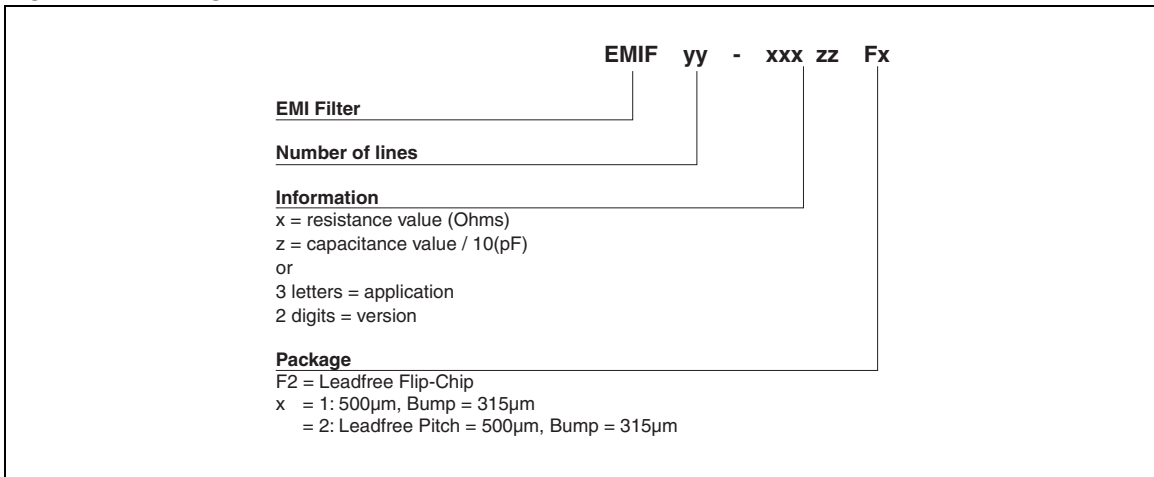 EMIF yy - xxx zz Fx
EMI Filter
Number of lines
Information
x = resistance value (Ohms)
z = capacitance value / 10(pF)
or
3 letters = application
2 digits = version
Package
F2 = Leadfree Flip-Chip
x = 1: 500µm, Bump = 315µm
= 2: Leadfree Pitch = 500µm, Bump = 315µm